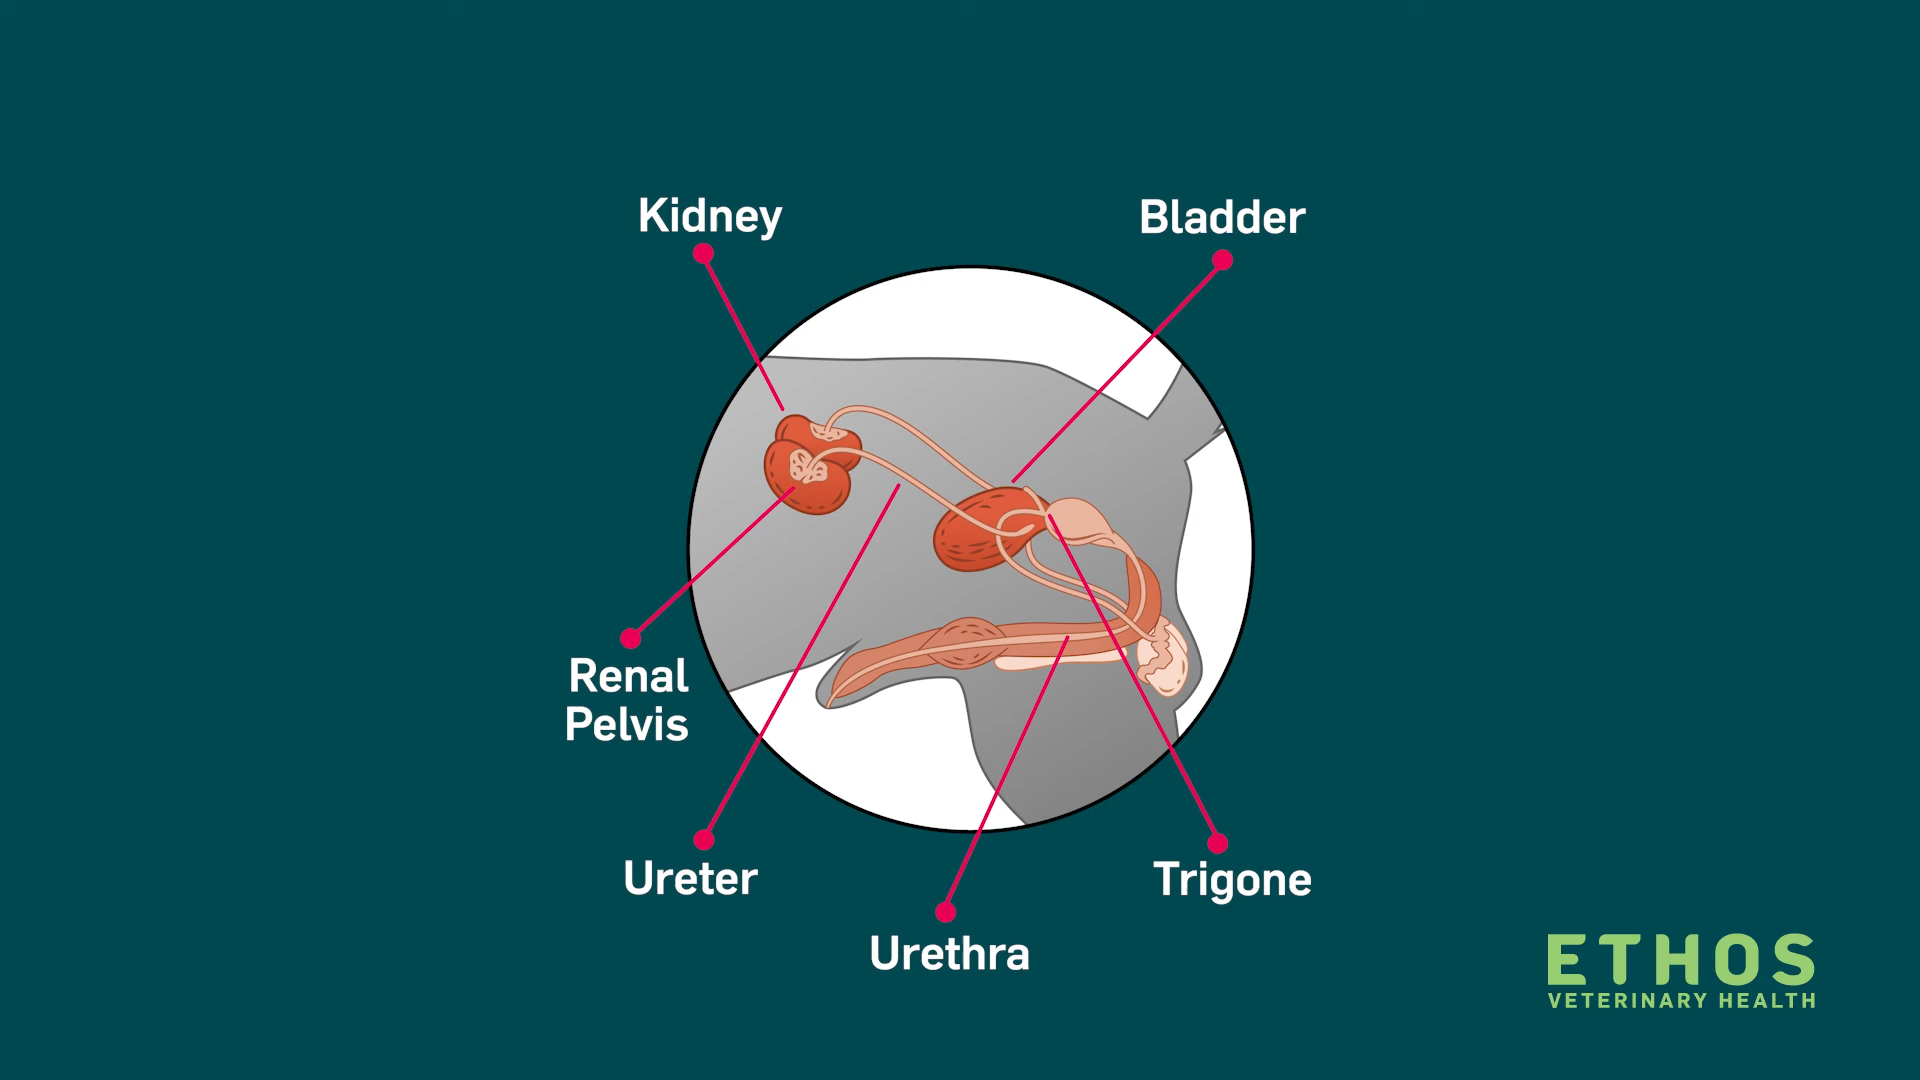 Kidney
Bladder
Renal
Pelvis
Ureter
Trigone
Urethra
ETHOS
VETERINARY HEALTH